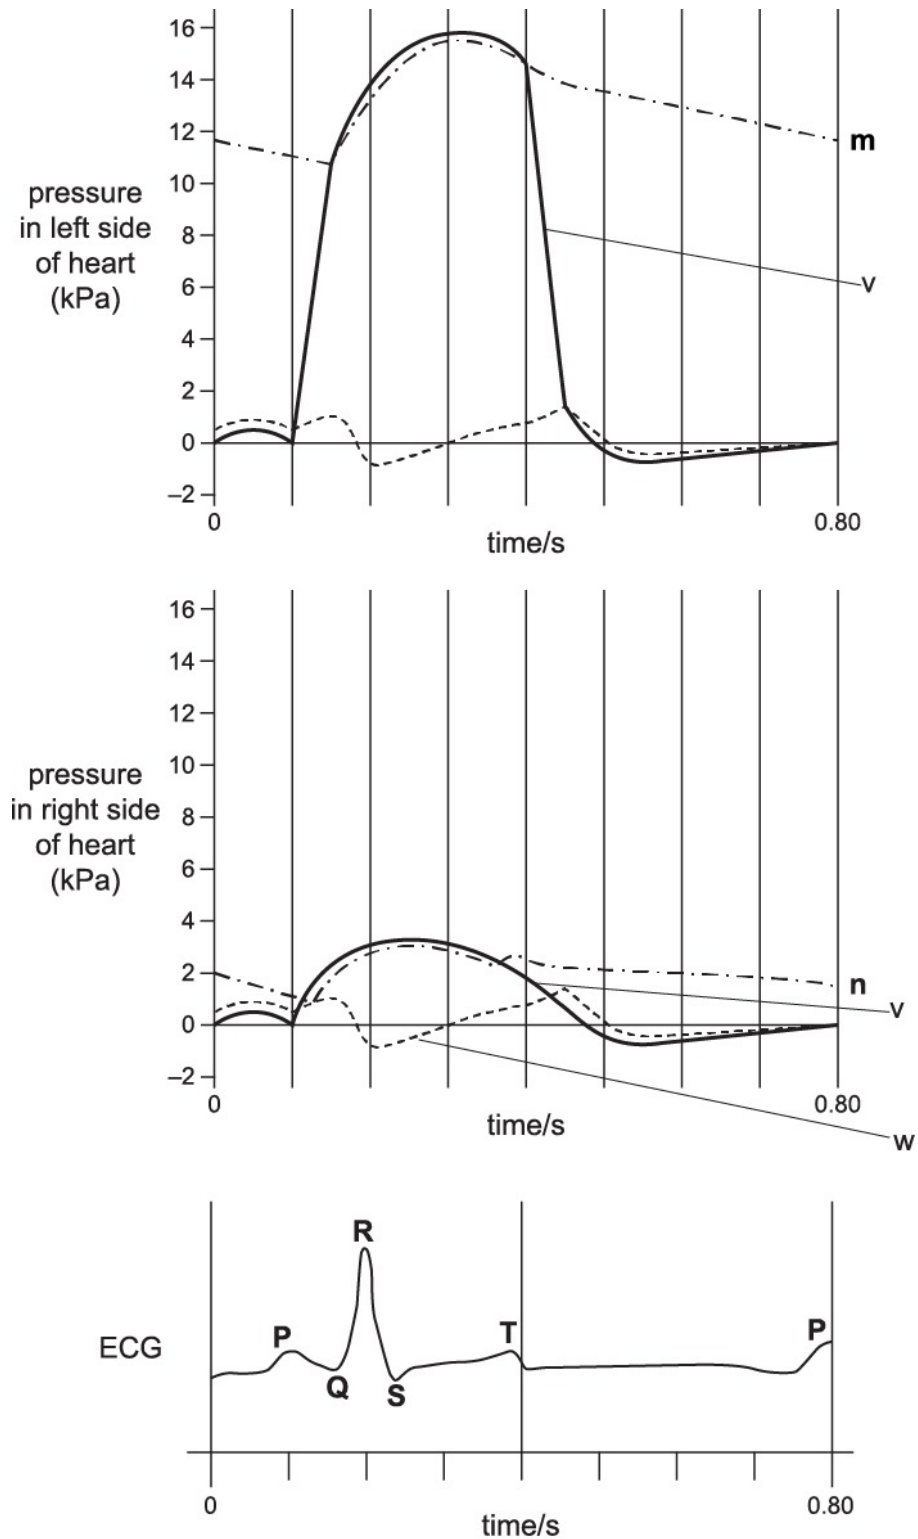 16
14
12
10
8
6
4
2
0
–2
pressure
in left side
of heart
(kPa)
m
v
0
0.80
time/s
16
14
12
10
8
6
4
2
0
–2
pressure
in right side
of heart
(kPa)
n
v
w
0
0.80
time/s
ECG
P
Q
R
S
T
P
0
0.80
time/s